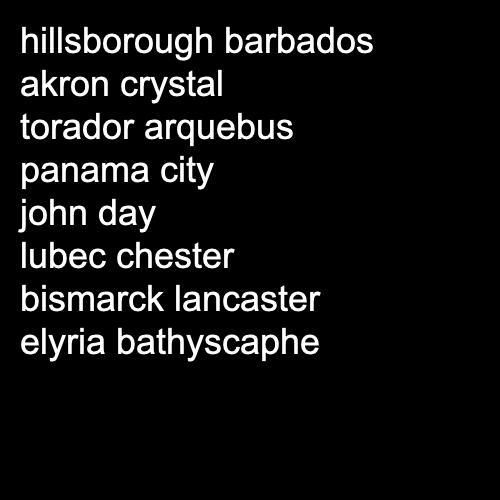 hillsborough barbados
akron crystal
torador arquebus
panama city
john day
lubec chester
bismarck lancaster
elyria bathyscaphe